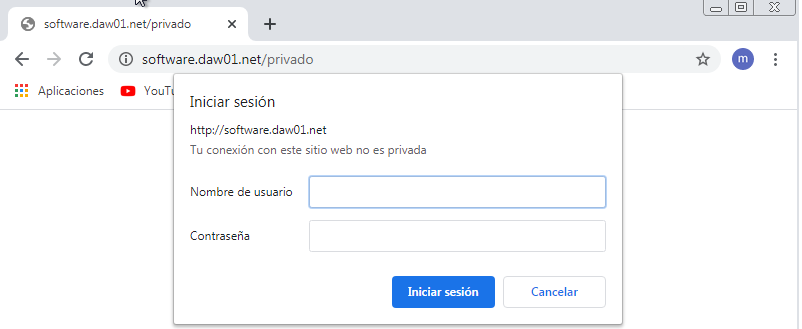 software.daw01.net/privado
software.daw01.net/privado
m
Aplicaciones
YouTu
Iniciar sesión
http://software.daw01.net
Tu conexión con este sitio web no es privada
Nombre de usuario
Contraseña
Iniciar sesión Cancelar